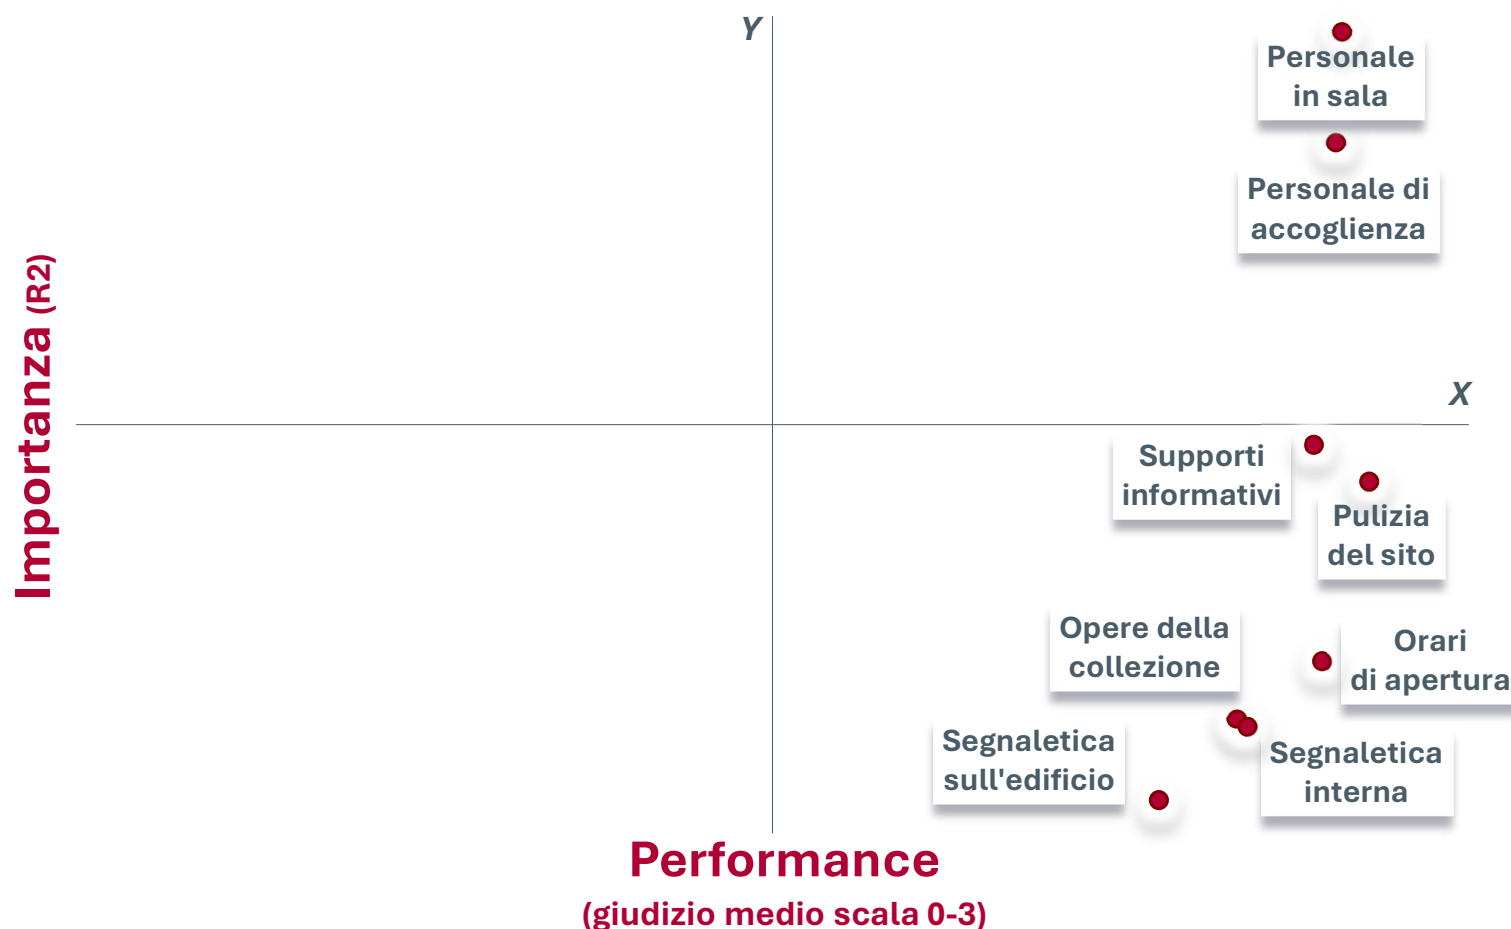 Y
Personale
in sala
Personale di
accoglienza
Importanza (R2)
X
Supporti
informativi
Pulizia
del sito
Opere della
collezione
Orari
di apertura
Segnaletica
sull'edificio
Segnaletica
interna
Performance
(giudizio medio scala 0-3)